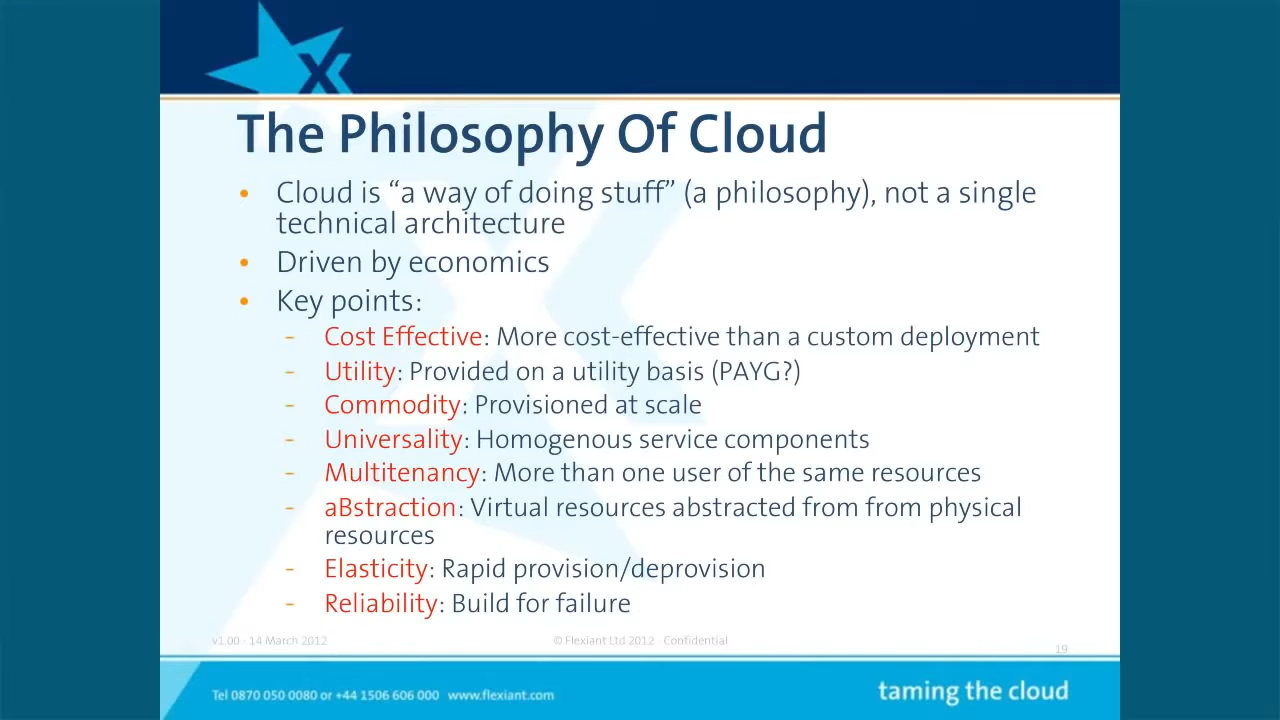 The Philosophy Of Cloud
• Cloud is “a way of doing stuff” (a philosophy), not a single
technical architecture
• Driven by economics
• Key points:
- Cost Effective: More cost-effective than a custom deployment
- Utility: Provided on a utility basis (PAYG?)
- Commodity: Provisioned at scale
- Universality: Homogenous service components
- Multitenancy: More than one user of the same resources
- aBstraction: Virtual resources abstracted from from physical
resources
- Elasticity: Rapid provision/deprovision
- Reliability: Build for failure
v1.00 - 14 March 2012 © Flexiant Ltd 2012 Confidential
19
Tel 0870 050 0080 or +44 1506 606 000 www.flexiant.com
taming the cloud